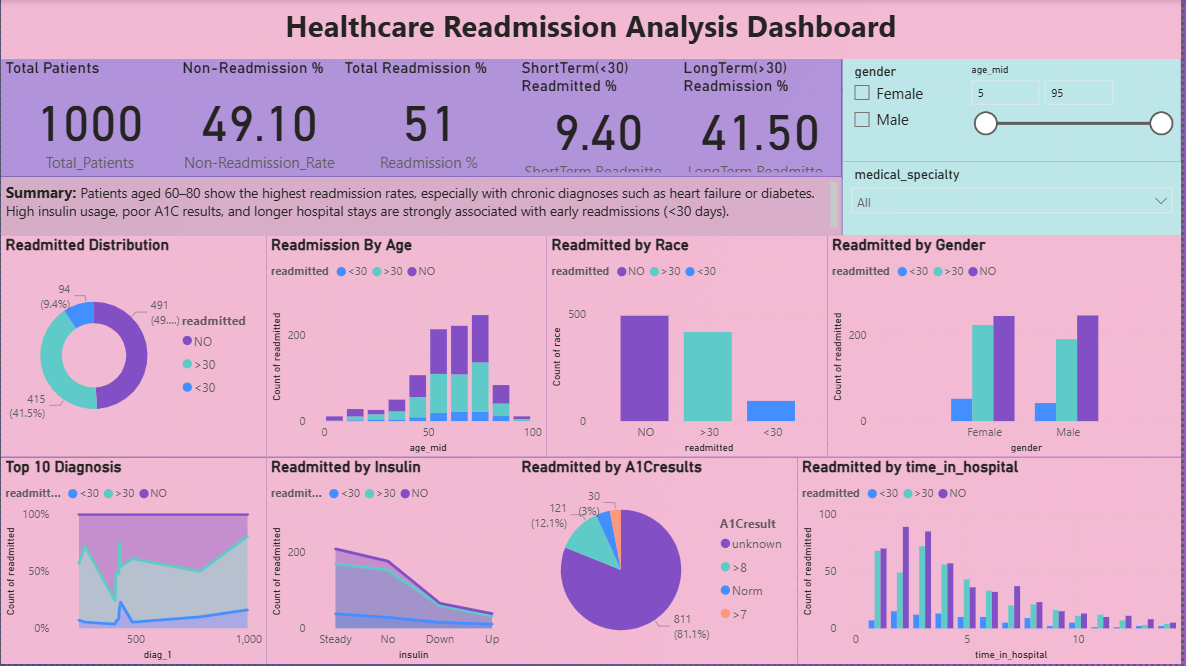 Healthcare Readmission Analysis Dashboard
Total Patients
1000
Total_Patients
Non-Readmission %
49.10
Non-Readmission_Rate
Total Readmission %
51
Readmission %
ShortTerm(<30)
Readmitted %
9.40
ShortTerm Readmitte
LongTerm(>30)
Readmission %
41.50
LongTerm Readmitte
gender
Female
Male
age_mid
5
95
medical_specialty
All
Summary: Patients aged 60–80 show the highest readmission rates, especially with chronic diagnoses such as heart failure or diabetes.
High insulin usage, poor A1C results, and longer hospital stays are strongly associated with early readmissions (<30 days).
Readmitted Distribution
94
(9.4%)
491
(49....)
415
(41.5%)
readmitted
NO
>30
<30
Readmission By Age
readmitted <30 >30 NO
Count of readmitted
200
0
0 50 100
age_mid
Readmitted by Race
readmitted NO >30 <30
Count of race
500
0
NO >30 <30
readmitted
Readmitted by Gender
readmitted <30 >30 NO
Count of readmitted
200
0
Female Male
gender
Top 10 Diagnosis
readmitt... <30 >30 NO
Count of readmitted
100%
50%
0%
500 1,000
diag_1
Readmitted by Insulin
readmit... <30 >30 NO
Count of readmitted
200
0
Steady No Down Up
insulin
Readmitted by A1Cresults
30
(3%)
121
(12.1%)
811
(81.1%)
A1Cresult
unknown
>8
Norm
>7
Readmitted by time_in_hospital
readmitted <30 >30 NO
Count of readmitted
100
50
0
0 5 10
time_in_hospital